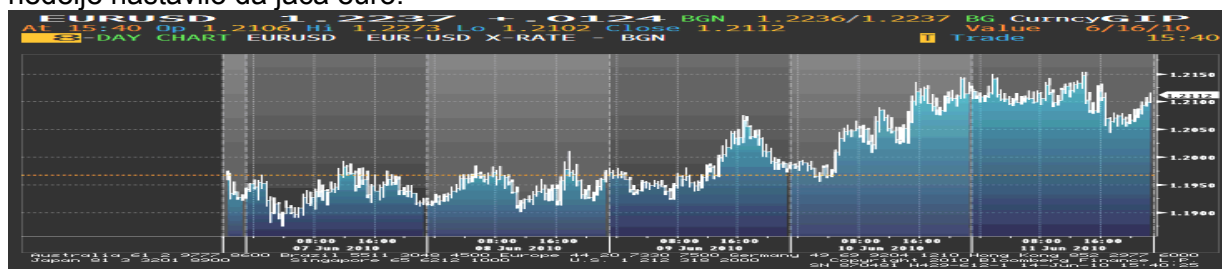 nedelje nastavilo da jača euro.
EURUSD 1.2237 +.0124 BGN 1.2236/1.2237 BG Curncy GIP
At 15:40 Op 1.2106 Hi 1.2273 Lo 1.2102 Close 1.2112 Value 6/16/10
8-DAY CHART EURUSD EUR-USD X-RATE - BGN T Trade 15:40
1.2150
1.2112
1.2100
1.2050
1.2000
1.1950
1.1900
08:00 16:00 08:00 16:00 08:00 16:00 08:00 16:00 08:00 16:00
07 Jun 2010 08 Jun 2010 09 Jun 2010 10 Jun 2010 11 Jun 2010
Australia 61 2 9777 8600 Brazil 5511 3048 4500 Europe 44 20 7330 7500 Germany 49 69 9204 1210 Hong Kong 852 2977 6000
Japan 81 3 3201 8900 Singapore 65 6212 1000 U.S. 1 212 318 2000 Copyright 2010 Bloomberg Finance
SN 870481 H429-612-1 14-Jun-10 15:40:25